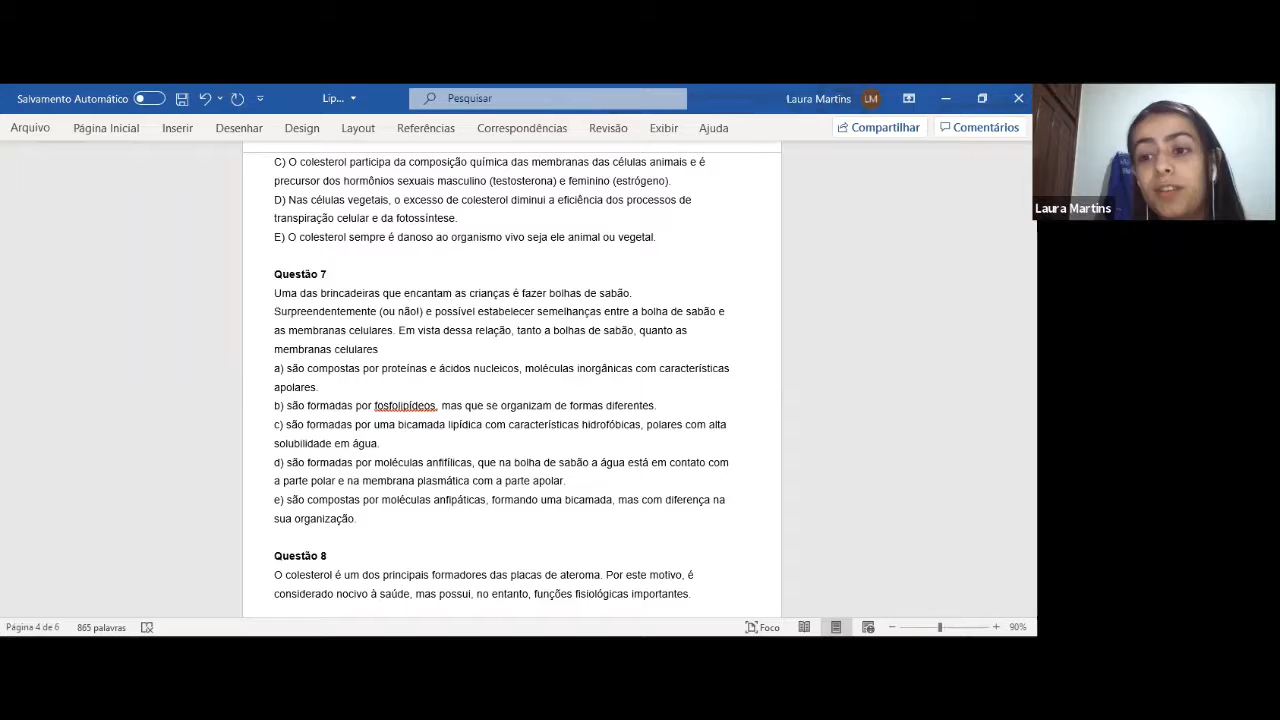 Salvamento Automático
Lip...
Pesquisar
Laura Martins
LM
Arquivo
Página Inicial
Inserir
Desenhar
Design
Layout
Referências
Correspondências
Revisão
Exibir
Ajuda
Compartilhar
Comentários
Laura Martins
C) O colesterol participa da composição química das membranas das células animais e é
precursor dos hormônios sexuais masculino (testosterona) e feminino (estrógeno).
D) Nas células vegetais, o excesso de colesterol diminui a eficiência dos processos de
transpiração celular e da fotossíntese.
E) O colesterol sempre é danoso ao organismo vivo seja ele animal ou vegetal.
Questão 7
Uma das brincadeiras que encantam as crianças é fazer bolhas de sabão.
Surpreendentemente (ou não!) e possível estabelecer semelhanças entre a bolha de sabão e
as membranas celulares. Em vista dessa relação, tanto a bolhas de sabão, quanto as
membranas celulares
a) são compostas por proteínas e ácidos nucleicos, moléculas inorgânicas com características
apolares.
b) são formadas por fosfolipídeos, mas que se organizam de formas diferentes.
c) são formadas por uma bicamada lipídica com características hidrofóbicas, polares com alta
solubilidade em água.
d) são formadas por moléculas anfifílicas, que na bolha de sabão a água está em contato com
a parte polar e na membrana plasmática com a parte apolar.
e) são compostas por moléculas anfipáticas, formando uma bicamada, mas com diferença na
sua organização.
Questão 8
O colesterol é um dos principais formadores das placas de ateroma. Por este motivo, é
considerado nocivo à saúde, mas possui, no entanto, funções fisiológicas importantes.
Página 4 de 6
865 palavras
Foco
90%